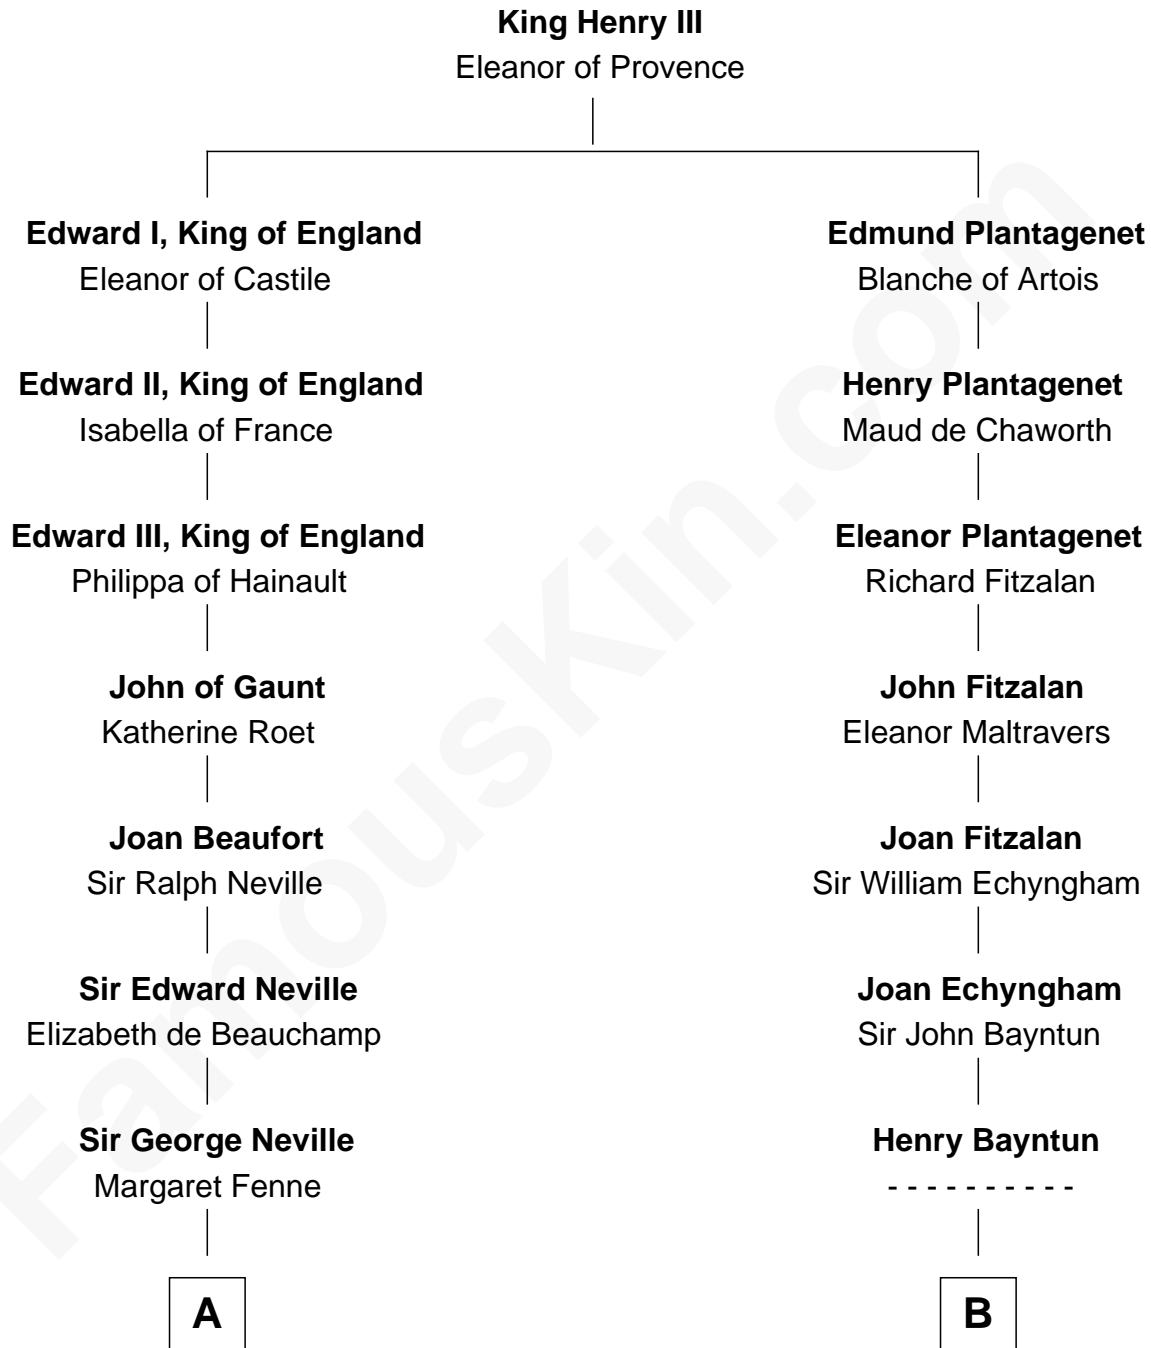 King Henry III
Eleanor of Provence
Edward I, King of England
Eleanor of Castile
Edward II, King of England
Isabella of France
Edward III, King of England
Philippa of Hainault
John of Gaunt
Katherine Roet
Joan Beaufort
Sir Ralph Neville
Sir Edward Neville
Elizabeth de Beauchamp
Sir George Neville
Margaret Fenne
A
Edmund Plantagenet
Blanche of Artois
Henry Plantagenet
Maud de Chaworth
Eleanor Plantagenet
Richard Fitzalan
John Fitzalan
Eleanor Maltravers
Joan Fitzalan
Sir William Echyngham
Joan Echyngham
Sir John Bayntun
Henry Bayntun
- - - - - - - - - -
B
FamousKin.com